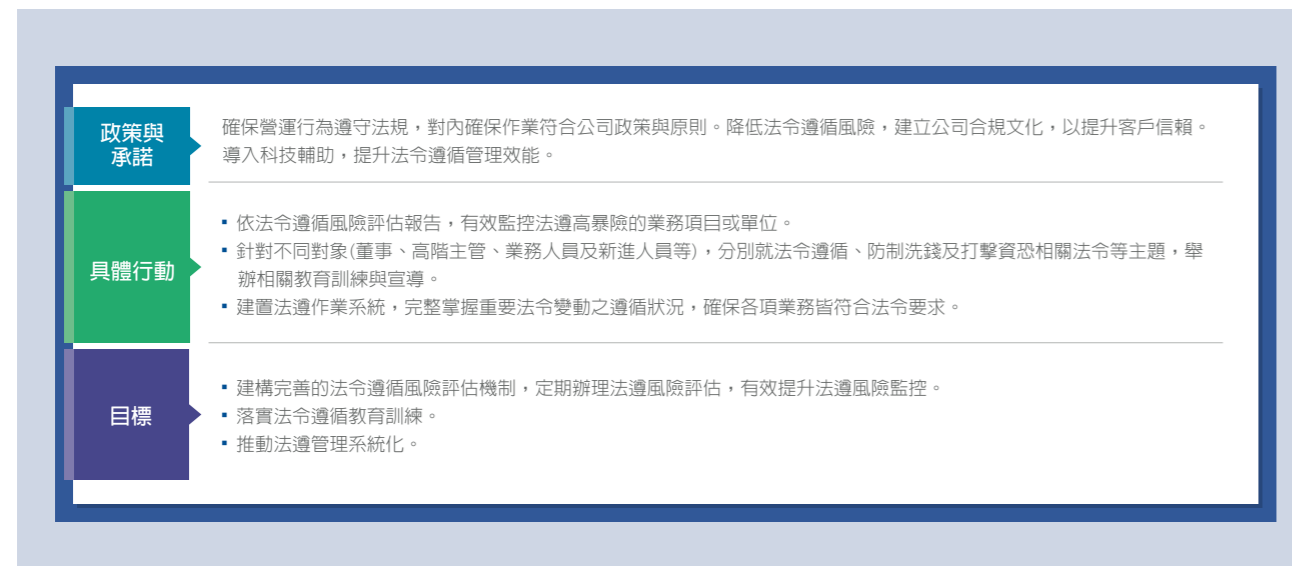 政策與
承諾
確保營運行為遵守法規，對內確保作業符合公司政策與原則。降低法令遵循風險，建立公司合規文化，以提升客戶信賴。
導入科技輔助，提升法令遵循管理效能。
具體行動
▪ 依法令遵循風險評估報告，有效監控法遵高暴險的業務項目或單位。
▪ 針對不同對象(董事、高階主管、業務人員及新進人員等)，分別就法令遵循、防制洗錢及打擊資恐相關法令等主題，舉
辦相關教育訓練與宣導。
▪ 建置法遵作業系統，完整掌握重要法令變動之遵循狀況，確保各項業務皆符合法令要求。
目標
▪ 建構完善的法令遵循風險評估機制，定期辦理法遵風險評估，有效提升法遵風險監控。
▪ 落實法令遵循教育訓練。
▪ 推動法遵管理系統化。